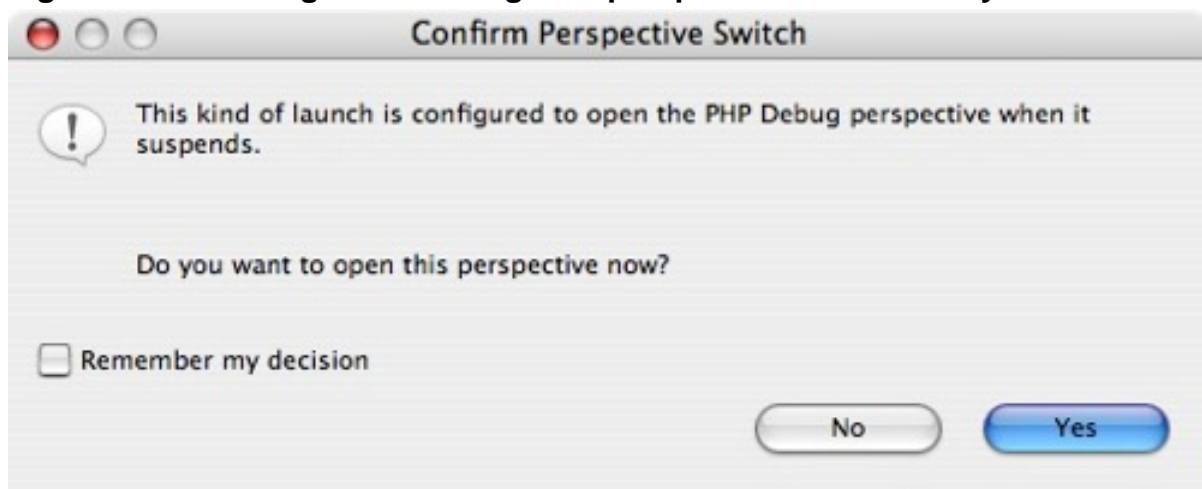 Confirm Perspective Switch
This kind of launch is configured to open the PHP Debug perspective when it
suspends.
Do you want to open this perspective now?
Remember my decision
No
Yes